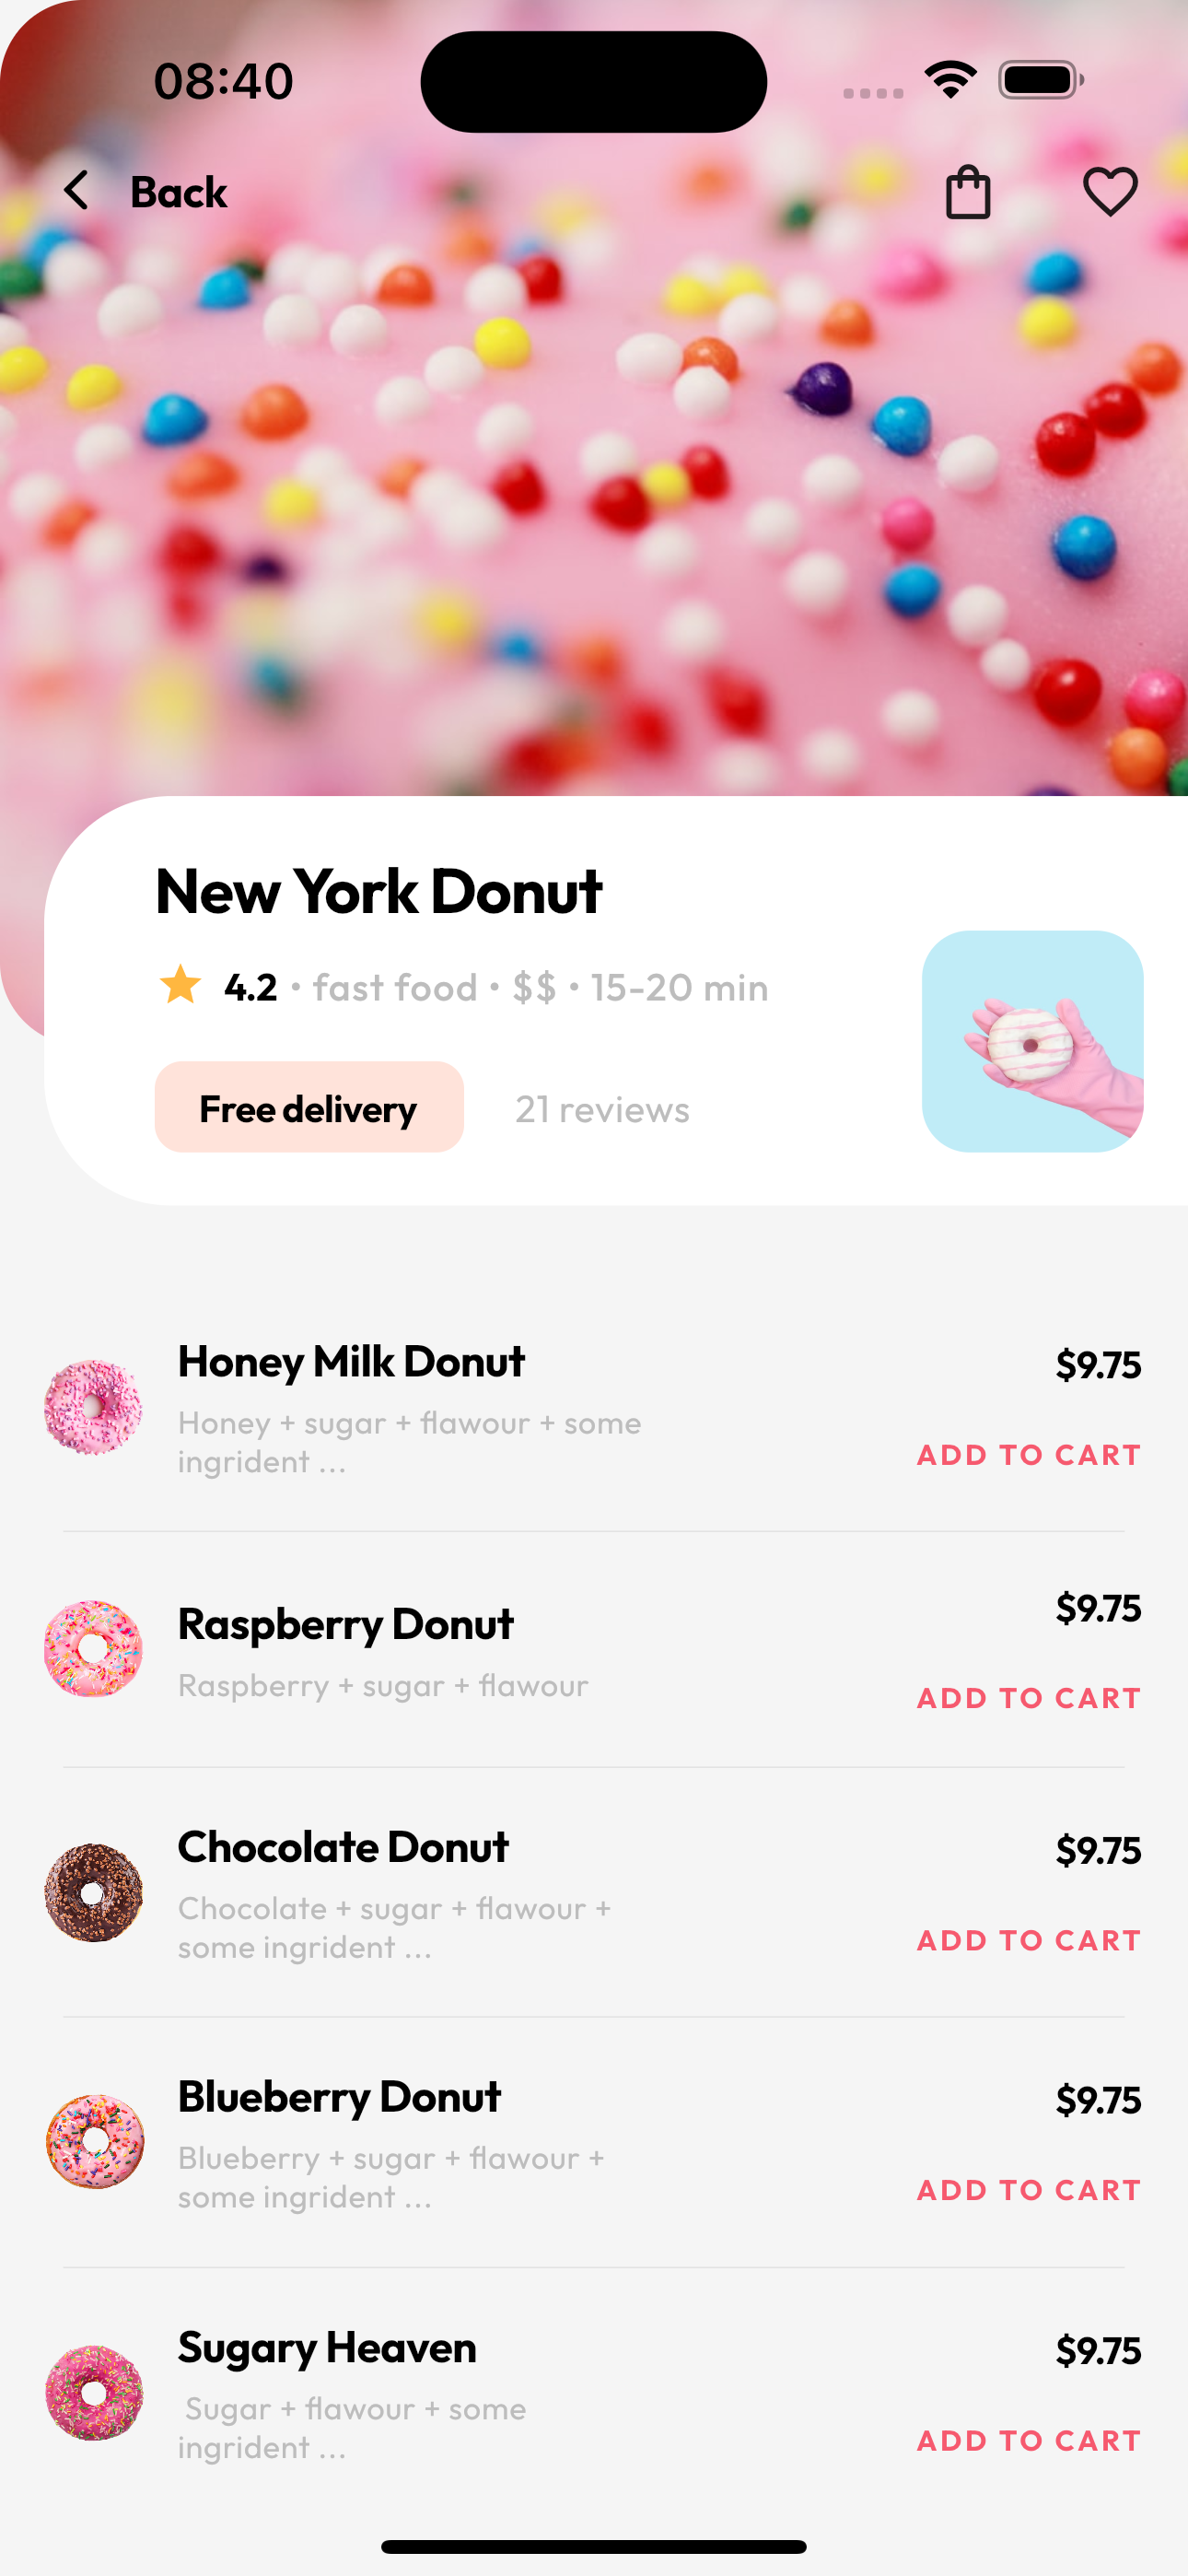 08:40
Back
New York Donut
4.2 • fast food • $$ • 15-20 min
Free delivery 21 reviews
Honey Milk Donut
$9.75
Honey + sugar + flawour + some
ingrident ...
ADD TO CART
Raspberry Donut
$9.75
Raspberry + sugar + flawour
ADD TO CART
Chocolate Donut
$9.75
Chocolate + sugar + flawour +
some ingrident ...
ADD TO CART
Blueberry Donut
$9.75
Blueberry + sugar + flawour +
some ingrident ...
ADD TO CART
Sugary Heaven
$9.75
Sugar + flawour + some
ingrident ...
ADD TO CART